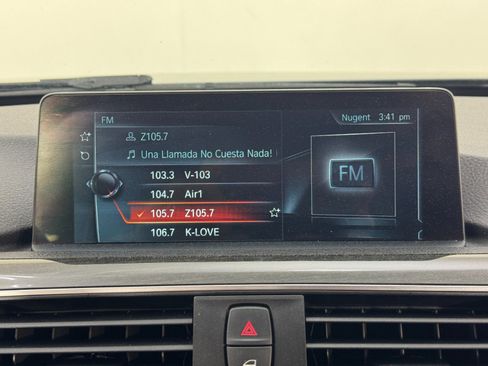 FM
Nugent 3:41 pm
Z105.7
Una Llamada No Cuesta Nada!
103.3 V-103
104.7 Air1
105.7 Z105.7
106.7 K-LOVE
FM